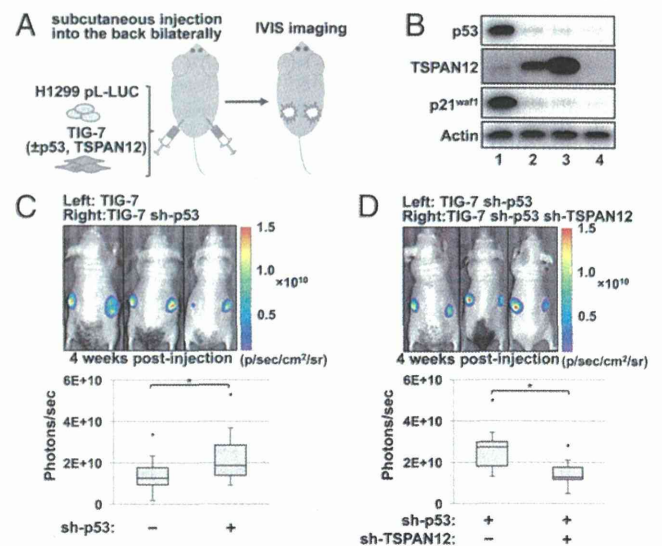 A
subcutaneous injection
into the back bilaterally
IVIS imaging
H1299 pL-LUC
TIG-7
(±p53, TSPAN12)
B
p53
TSPAN12
p21waf1
Actin
1 2 3 4
C
Left: TIG-7
Right:TIG-7 sh-p53
1.5
1.0
×10¹⁰
0.5
4 weeks post-injection (p/sec/cm²/sr)
Photons/sec
6E+10
4E+10
2E+10
0
*
sh-p53: − +
D
Left: TIG-7 sh-p53
Right:TIG-7 sh-p53 sh-TSPAN12
1.5
1.0
×10¹⁰
0.5
4 weeks post-injection (p/sec/cm²/sr)
Photons/sec
6E+10
4E+10
2E+10
0
*
sh-p53: + +
sh-TSPAN12: − +